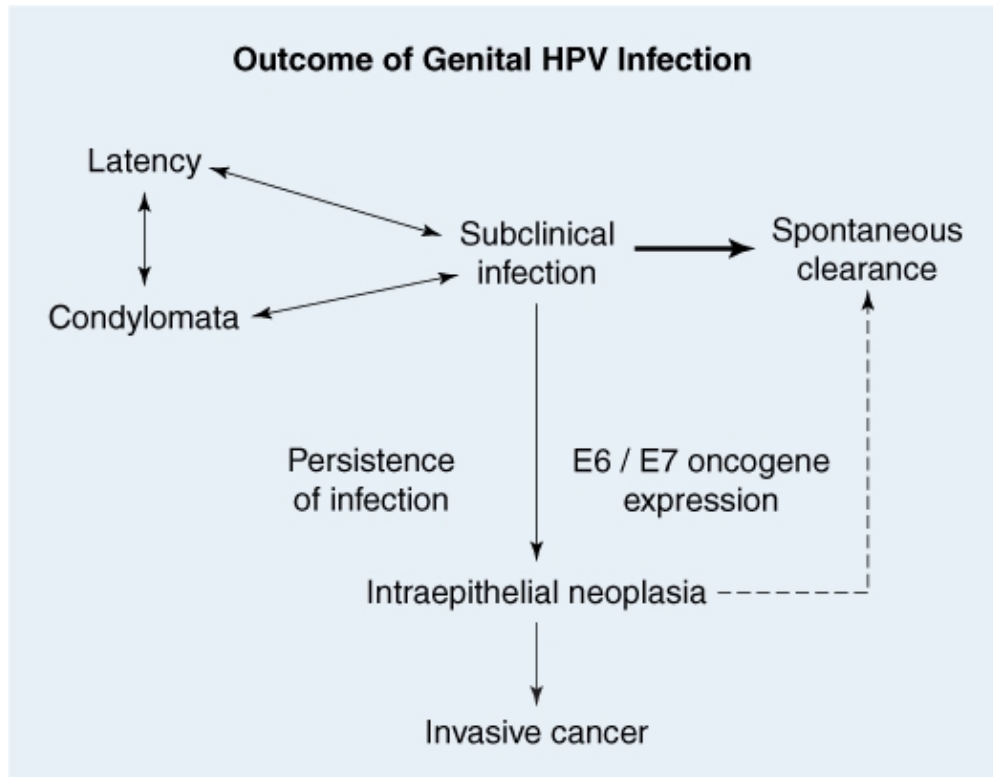 Outcome of Genital HPV Infection
Latency
Subclinical
infection
Spontaneous
clearance
Condylomata
Persistence
of infection
E6 / E7 oncogene
expression
Intraepithelial neoplasia
Invasive cancer